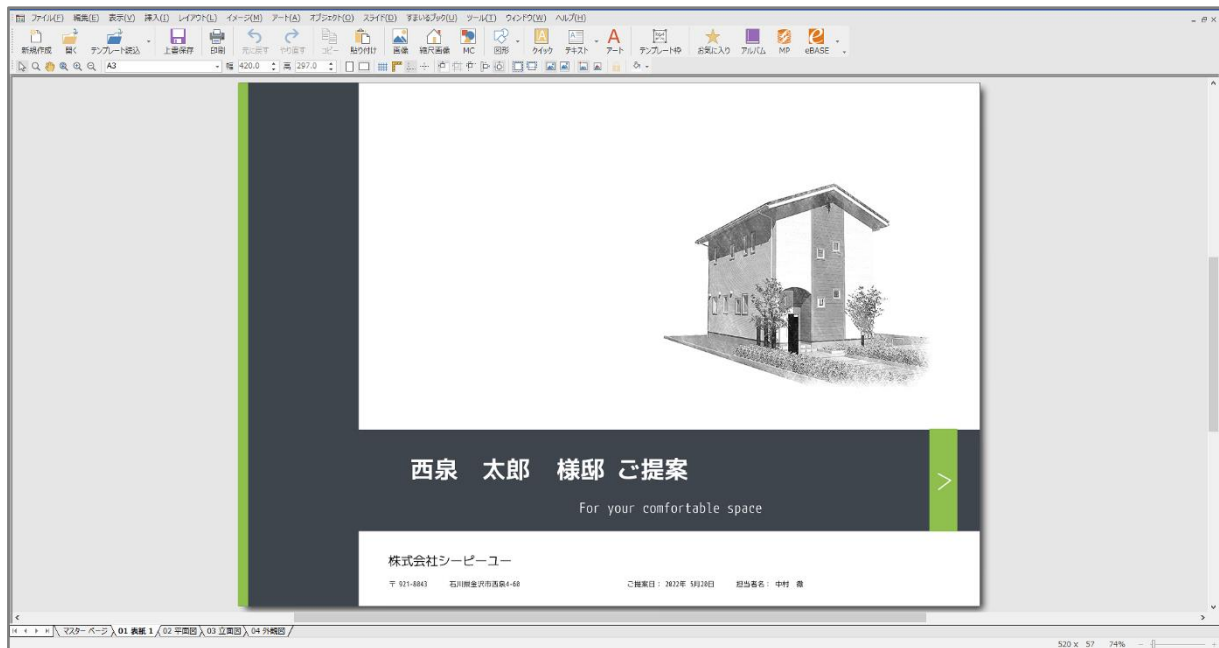 ファイル(F) 編集(E) 表示(V) 挿入(I) レイアウト(L) イメージ(M) アート(A) オブジェクト(O) スライド(D) すまいるブック(U) ツール(T) ウィンドウ(W) ヘルプ(H)
新規作成 開く テンプレート読込 上書保存 印刷 元に戻す やり直す コピー 貼り付け 画像 縮尺画像 MC 図形 クイック テキスト アート テンプレート枠 お気に入り アルバム MP eBASE
A3 幅 420.0 高 297.0
西泉 太郎 様邸 ご提案
For your comfortable space
>
株式会社シーピーユー
〒 921-8043 石川県金沢市西泉4-60 ご提案日: 2022年 5月20日 担当者名: 中村 徹
マスター ページ 01 表紙 1 02 平面図 03 立面図 04 外観図
520 x 57 74%